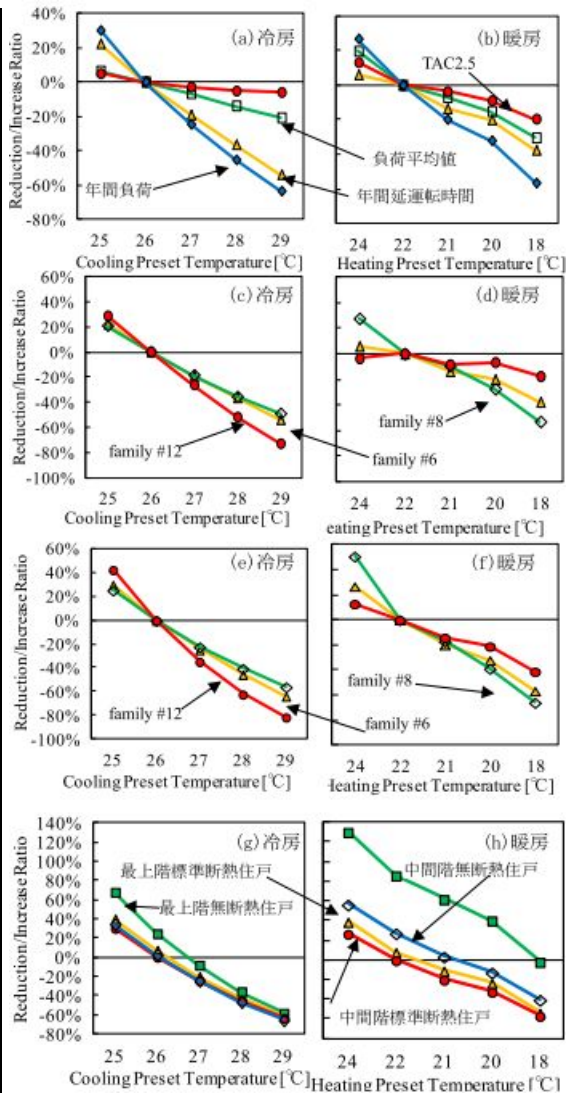 40%
20%
0%
-20%
-40%
-60%
-80%
Reduction/Increase Ratio
(a)冷房
(b)暖房
TAC2.5
負荷平均値
年間負荷
年間延運転時間
25 26 27 28 29
Cooling Preset Temperature[℃]
24 22 21 20 18
Heating Preset Temperature[℃]
60%
40%
20%
0%
-20%
-40%
-60%
-80%
-100%
Reduction/Increase Ratio
(c)冷房
(d)暖房
family #12
family #6
family #8
25 26 27 28 29
Cooling Preset Temperature[℃]
24 22 21 20 18
eating Preset Temperature[℃]
60%
40%
20%
0%
-20%
-40%
-60%
-80%
-100%
Reduction/Increase Ratio
(e)冷房
(f)暖房
family #12
family #6
family #8
25 26 27 28 29
Cooling Preset Temperature[℃]
24 22 21 20 18
Heating Preset Temperature[℃]
140%
120%
100%
80%
60%
40%
20%
0%
-20%
-40%
-60%
-80%
Reduction/Increase Ratio
(g)冷房
(h)暖房
最上階標準断熱住戸
最上階無断熱住戸
中間階無断熱住戸
中間階標準断熱住戸
25 26 27 28 29
Cooling Preset Temperature[℃]
24 22 21 20 18
Heating Preset Temperature[℃]